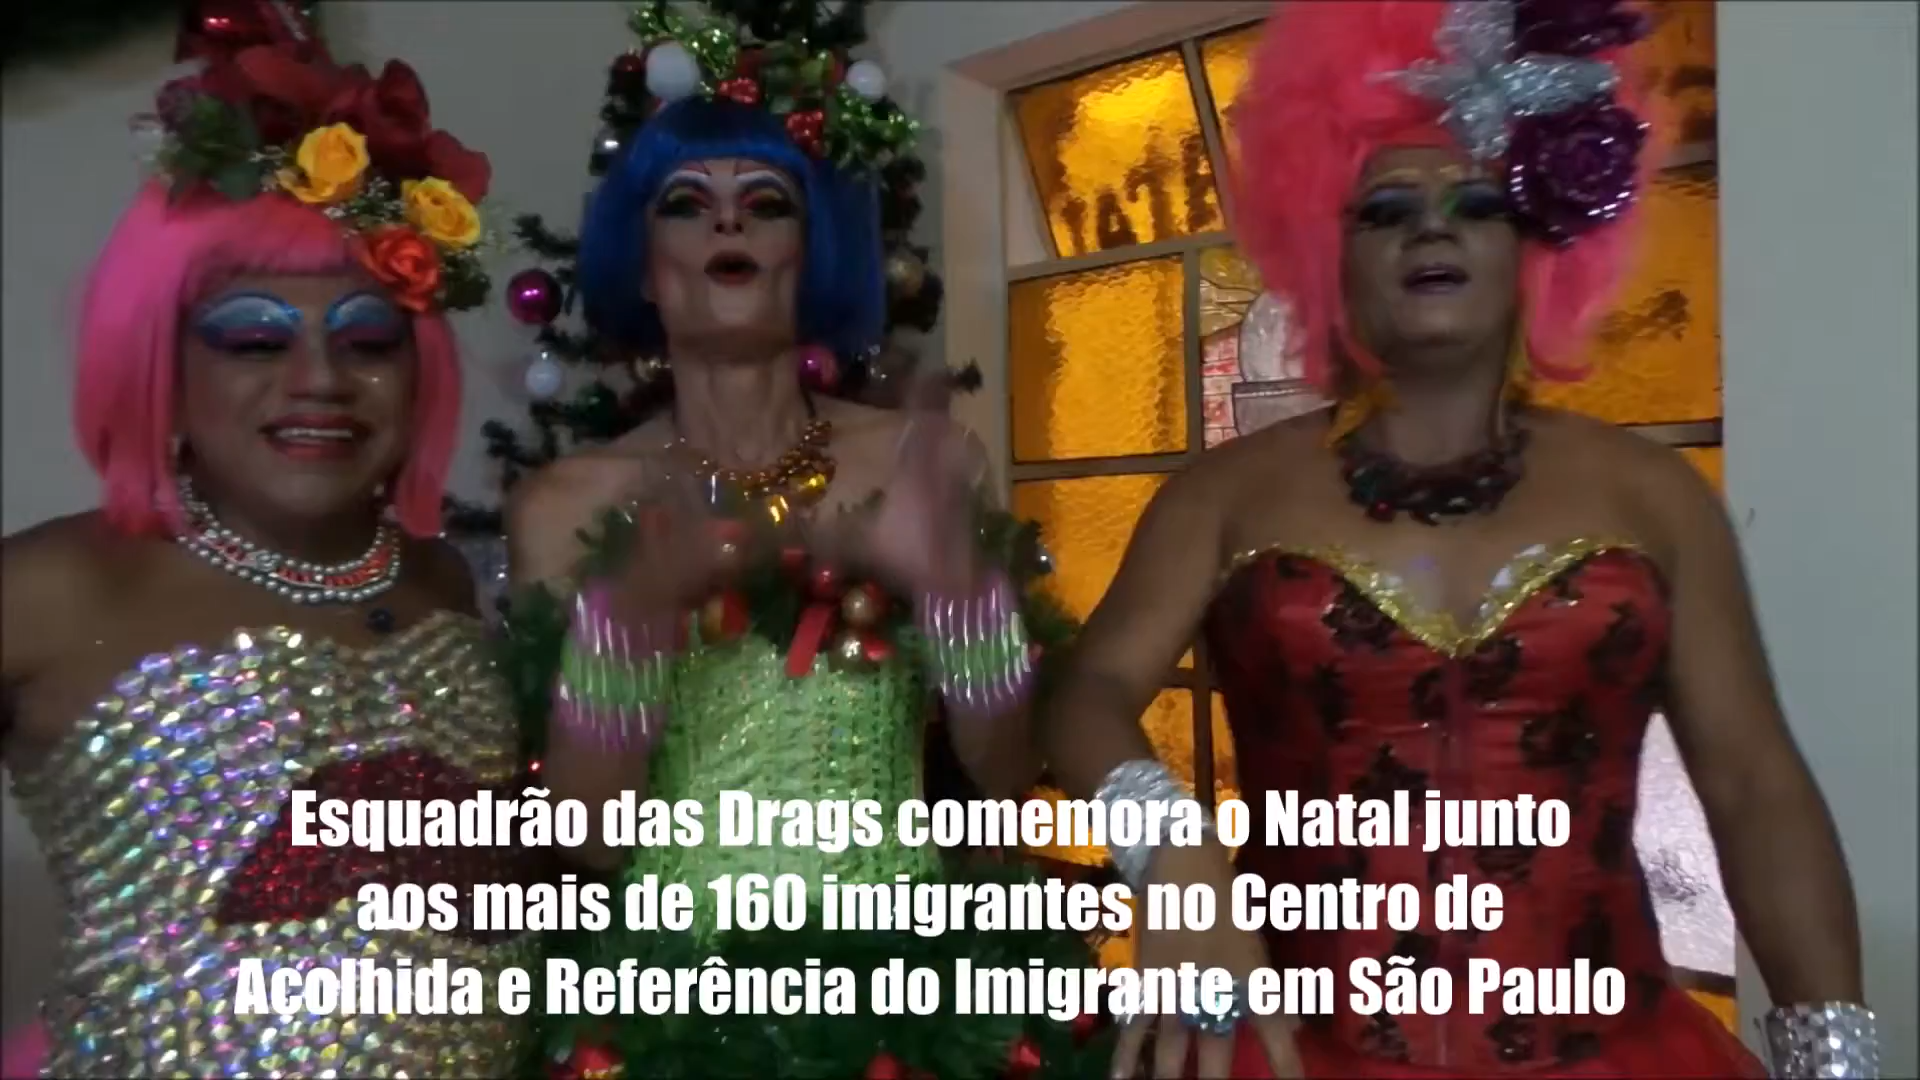 Esquadrão das Drags comemora o Natal junto
aos mais de 160 imigrantes no Centro de
Acolhida e Referência do Imigrante em São Paulo